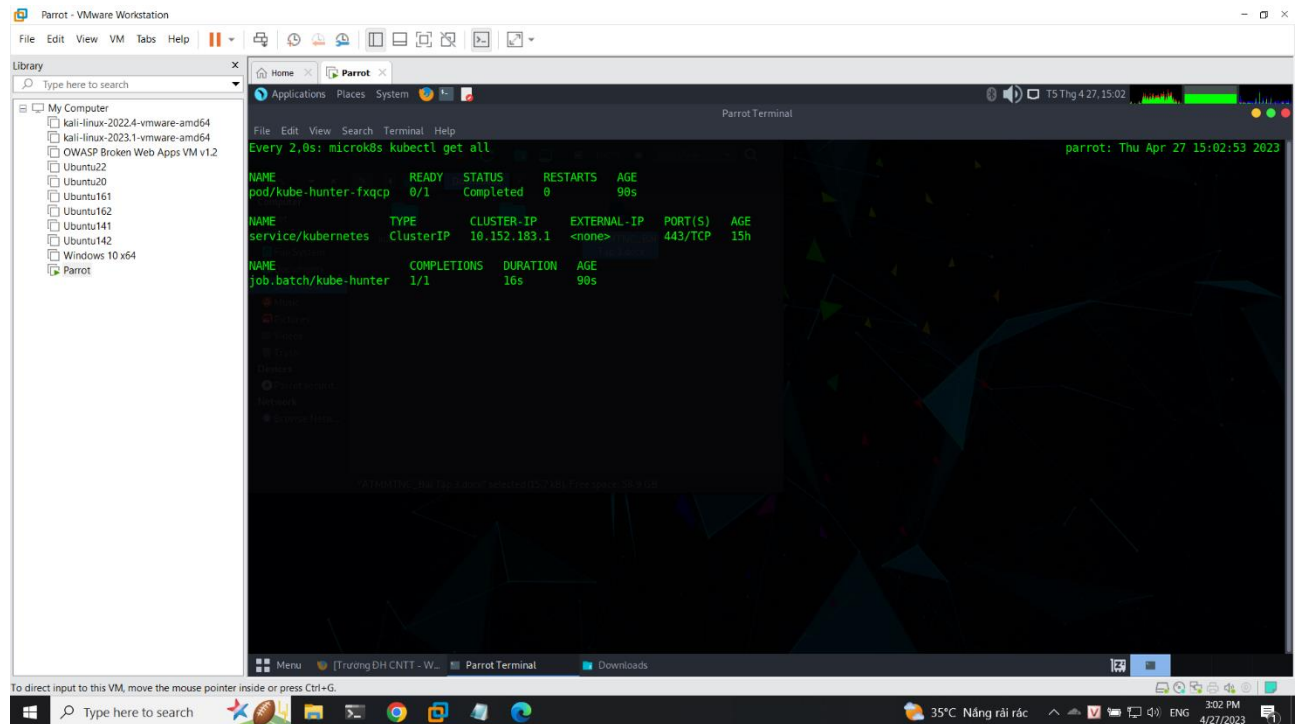 Parrot - VMware Workstation
File Edit View VM Tabs Help
Library
Type here to search
My Computer
kali-linux-2022.4-vmware-amd64
kali-linux-2023.1-vmware-amd64
OWASP Broken Web Apps VM v1.2
Ubuntu22
Ubuntu20
Ubuntu161
Ubuntu162
Ubuntu141
Ubuntu142
Windows 10 x64
Parrot
Home Parrot
Applications Places System T5 Thg 4 27, 15:02
Parrot Terminal
File Edit View Search Terminal Help
Every 2,0s: microk8s kubectl get all parrot: Thu Apr 27 15:02:53 2023
NAME READY STATUS RESTARTS AGE
pod/kube-hunter-fxqcp 0/1 Completed 0 90s
NAME TYPE CLUSTER-IP EXTERNAL-IP PORT(S) AGE
service/kubernetes ClusterIP 10.152.183.1 <none> 443/TCP 15h
NAME COMPLETIONS DURATION AGE
job.batch/kube-hunter 1/1 16s 90s
Devices
Network
Menu [Trường ĐH CNTT - W... Parrot Terminal Downloads
To direct input to this VM, move the mouse pointer inside or press Ctrl+G.
Type here to search 35°C Nắng rải rác ENG 3:02 PM
4/27/2023